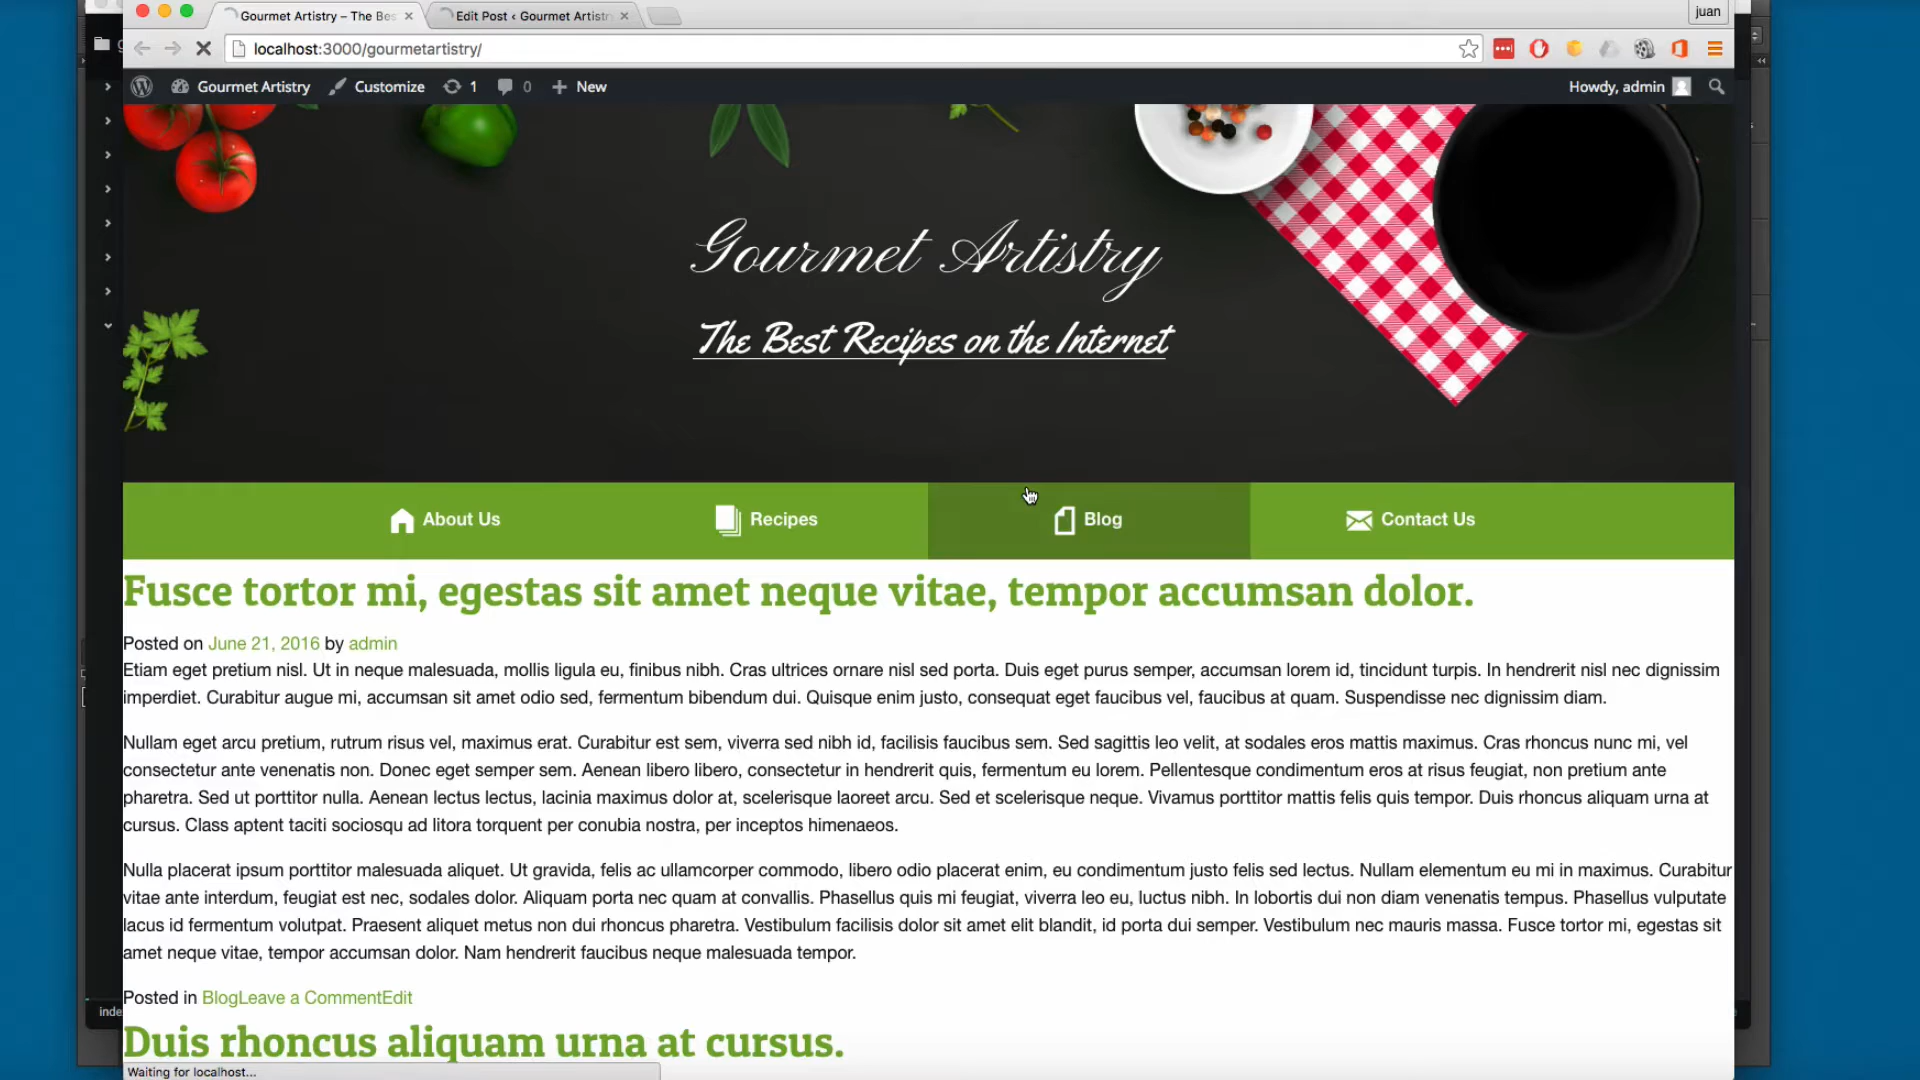 Gourmet Artistry – The Bes
Edit Post ‹ Gourmet Artistr
juan
localhost:3000/gourmetartistry/
Gourmet Artistry
Customize
1
0
New
Howdy, admin
Gourmet Artistry
The Best Recipes on the Internet
About Us
Recipes
Blog
Contact Us
Fusce tortor mi, egestas sit amet neque vitae, tempor accumsan dolor.
Posted on June 21, 2016 by admin
Etiam eget pretium nisl. Ut in neque malesuada, mollis ligula eu, finibus nibh. Cras ultrices ornare nisl sed porta. Duis eget purus semper, accumsan lorem id, tincidunt turpis. In hendrerit nisl nec dignissim
imperdiet. Curabitur augue mi, accumsan sit amet odio sed, fermentum bibendum dui. Quisque enim justo, consequat eget faucibus vel, faucibus at quam. Suspendisse nec dignissim diam.
Nullam eget arcu pretium, rutrum risus vel, maximus erat. Curabitur est sem, viverra sed nibh id, facilisis faucibus sem. Sed sagittis leo velit, at sodales eros mattis maximus. Cras rhoncus nunc mi, vel
consectetur ante venenatis non. Donec eget semper sem. Aenean libero libero, consectetur in hendrerit quis, fermentum eu lorem. Pellentesque condimentum eros at risus feugiat, non pretium ante
pharetra. Sed ut porttitor nulla. Aenean lectus lectus, lacinia maximus dolor at, scelerisque laoreet arcu. Sed et scelerisque neque. Vivamus porttitor mattis felis quis tempor. Duis rhoncus aliquam urna at
cursus. Class aptent taciti sociosqu ad litora torquent per conubia nostra, per inceptos himenaeos.
Nulla placerat ipsum porttitor malesuada aliquet. Ut gravida, felis ac ullamcorper commodo, libero odio placerat enim, eu condimentum justo felis sed lectus. Nullam elementum eu mi in maximus. Curabitur
vitae ante interdum, feugiat est nec, sodales dolor. Aliquam porta nec quam at convallis. Phasellus quis mi feugiat, viverra leo eu, luctus nibh. In lobortis dui non diam venenatis tempus. Phasellus vulputate
lacus id fermentum volutpat. Praesent aliquet metus non dui rhoncus pharetra. Vestibulum facilisis dolor sit amet elit blandit, id porta dui semper. Vestibulum nec mauris massa. Fusce tortor mi, egestas sit
amet neque vitae, tempor accumsan dolor. Nam hendrerit faucibus neque malesuada tempor.
Posted in BlogLeave a CommentEdit
inde
Duis rhoncus aliquam urna at cursus.
Waiting for localhost...